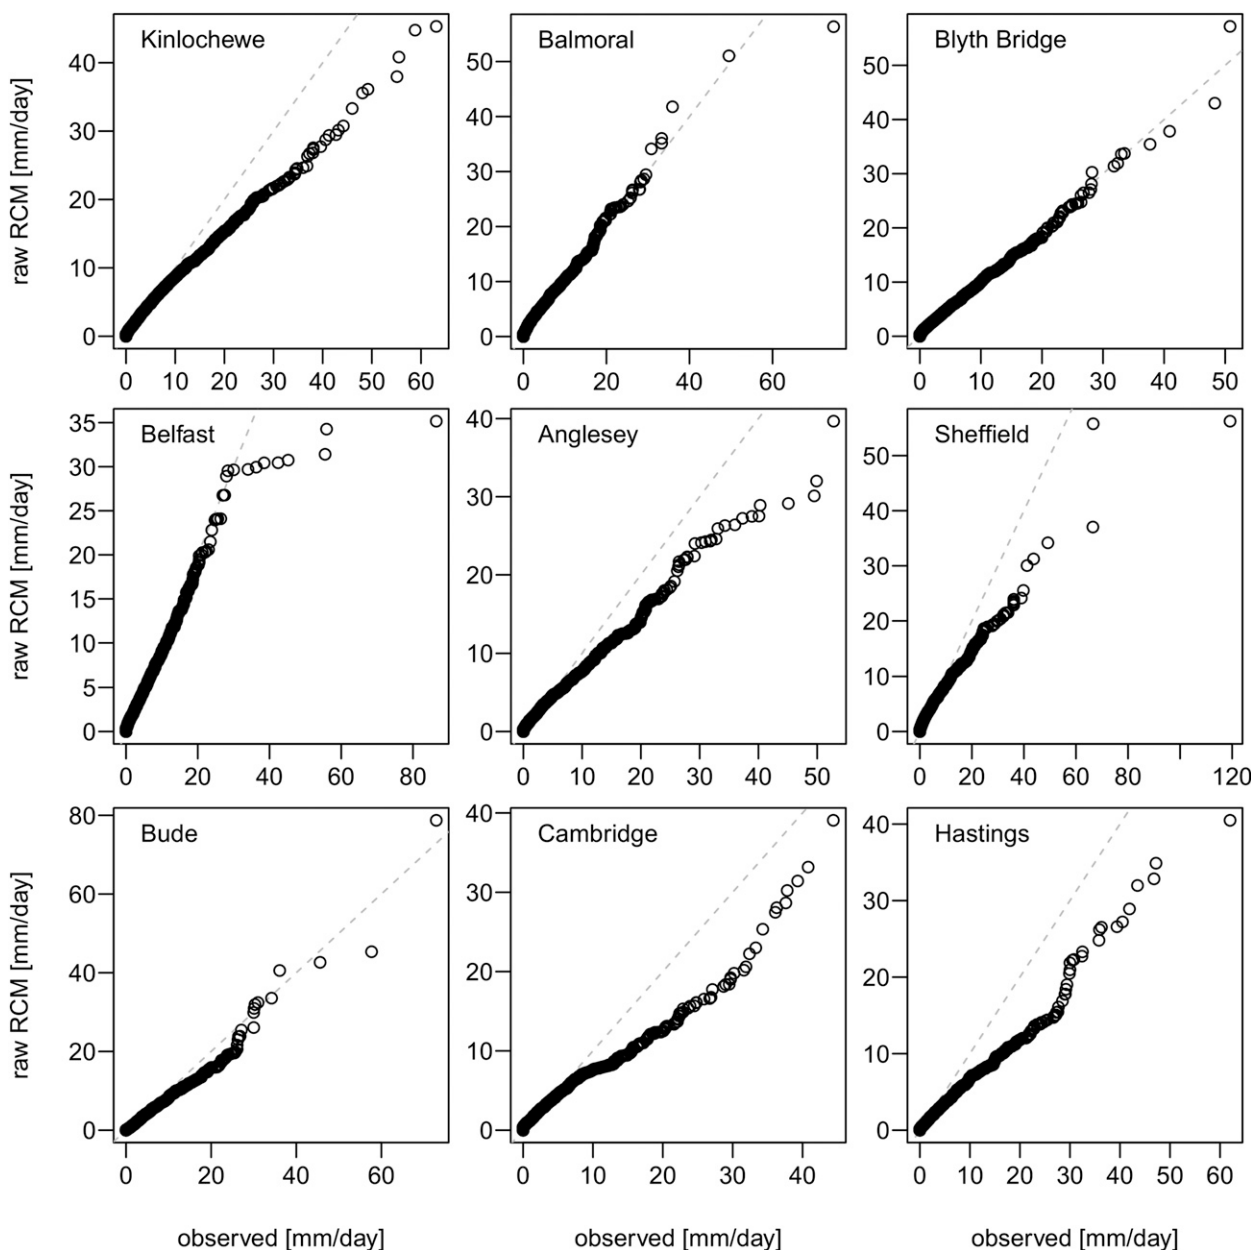 Kinlochewe
Balmoral
Blyth Bridge
raw RCM [mm/day]
40
30
20
10
0
50
40
30
20
10
0
50
40
30
20
10
0
0 10 20 30 40 50 60
0 20 40 60
0 10 20 30 40 50
Belfast
Anglesey
Sheffield
raw RCM [mm/day]
35
30
25
20
15
10
5
0
40
30
20
10
0
50
40
30
20
10
0
0 20 40 60 80
0 10 20 30 40 50
0 20 40 60 80 120
Bude
Cambridge
Hastings
raw RCM [mm/day]
80
60
40
20
0
40
30
20
10
0
40
30
20
10
0
0 20 40 60
0 10 20 30 40
0 10 20 30 40 50 60
observed [mm/day]
observed [mm/day]
observed [mm/day]